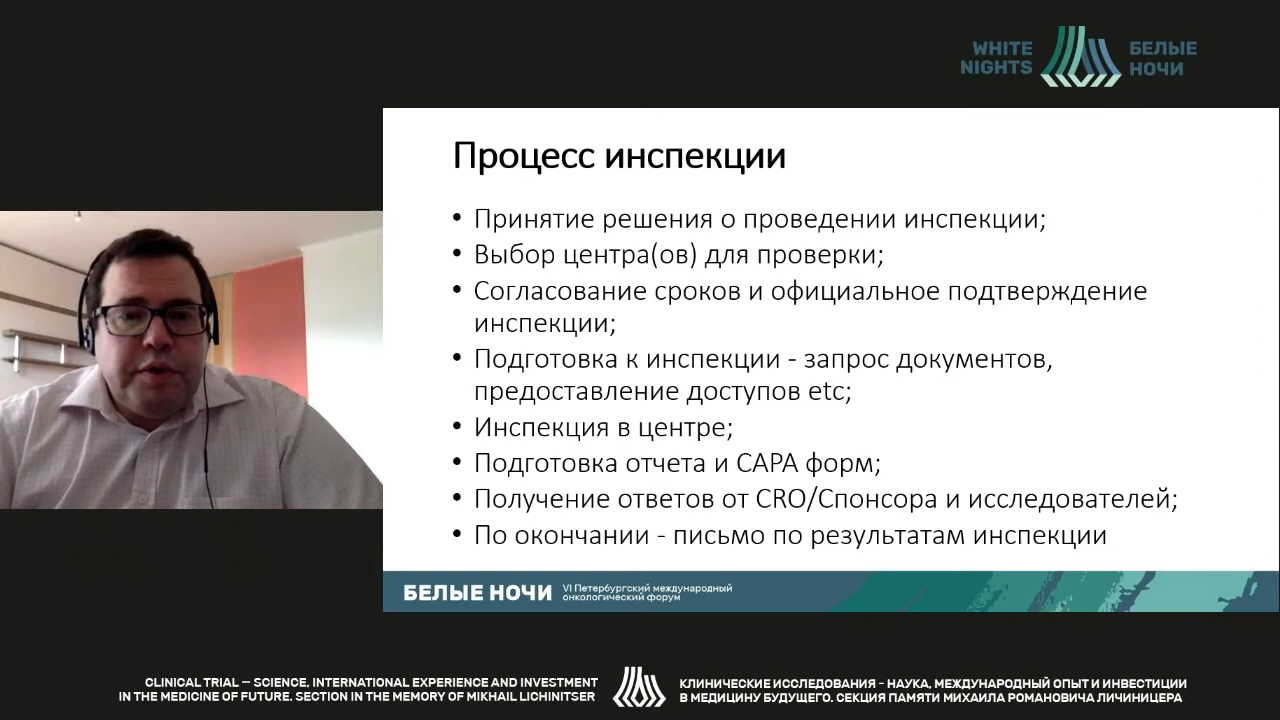 WHITE
NIGHTS
БЕЛЫЕ
НОЧИ
Процесс инспекции
• Принятие решения о проведении инспекции;
• Выбор центра(ов) для проверки;
• Согласование сроков и официальное подтверждение
инспекции;
• Подготовка к инспекции - запрос документов,
предоставление доступов etc;
• Инспекция в центре;
• Подготовка отчета и CAPA форм;
• Получение ответов от CRO/Спонсора и исследователей;
• По окончании - письмо по результатам инспекции
БЕЛЫЕ НОЧИ
VI Петербургский международный
онкологический форум
CLINICAL TRIAL – SCIENCE, INTERNATIONAL EXPERIENCE AND INVESTMENT
IN THE MEDICINE OF FUTURE. SECTION IN THE MEMORY OF MIKHAIL LICHINITSER
КЛИНИЧЕСКИЕ ИССЛЕДОВАНИЯ - НАУКА, МЕЖДУНАРОДНЫЙ ОПЫТ И ИНВЕСТИЦИИ
В МЕДИЦИНУ БУДУЩЕГО. СЕКЦИЯ ПАМЯТИ МИХАИЛА РОМАНОВИЧА ЛИЧИНИЦЕРА